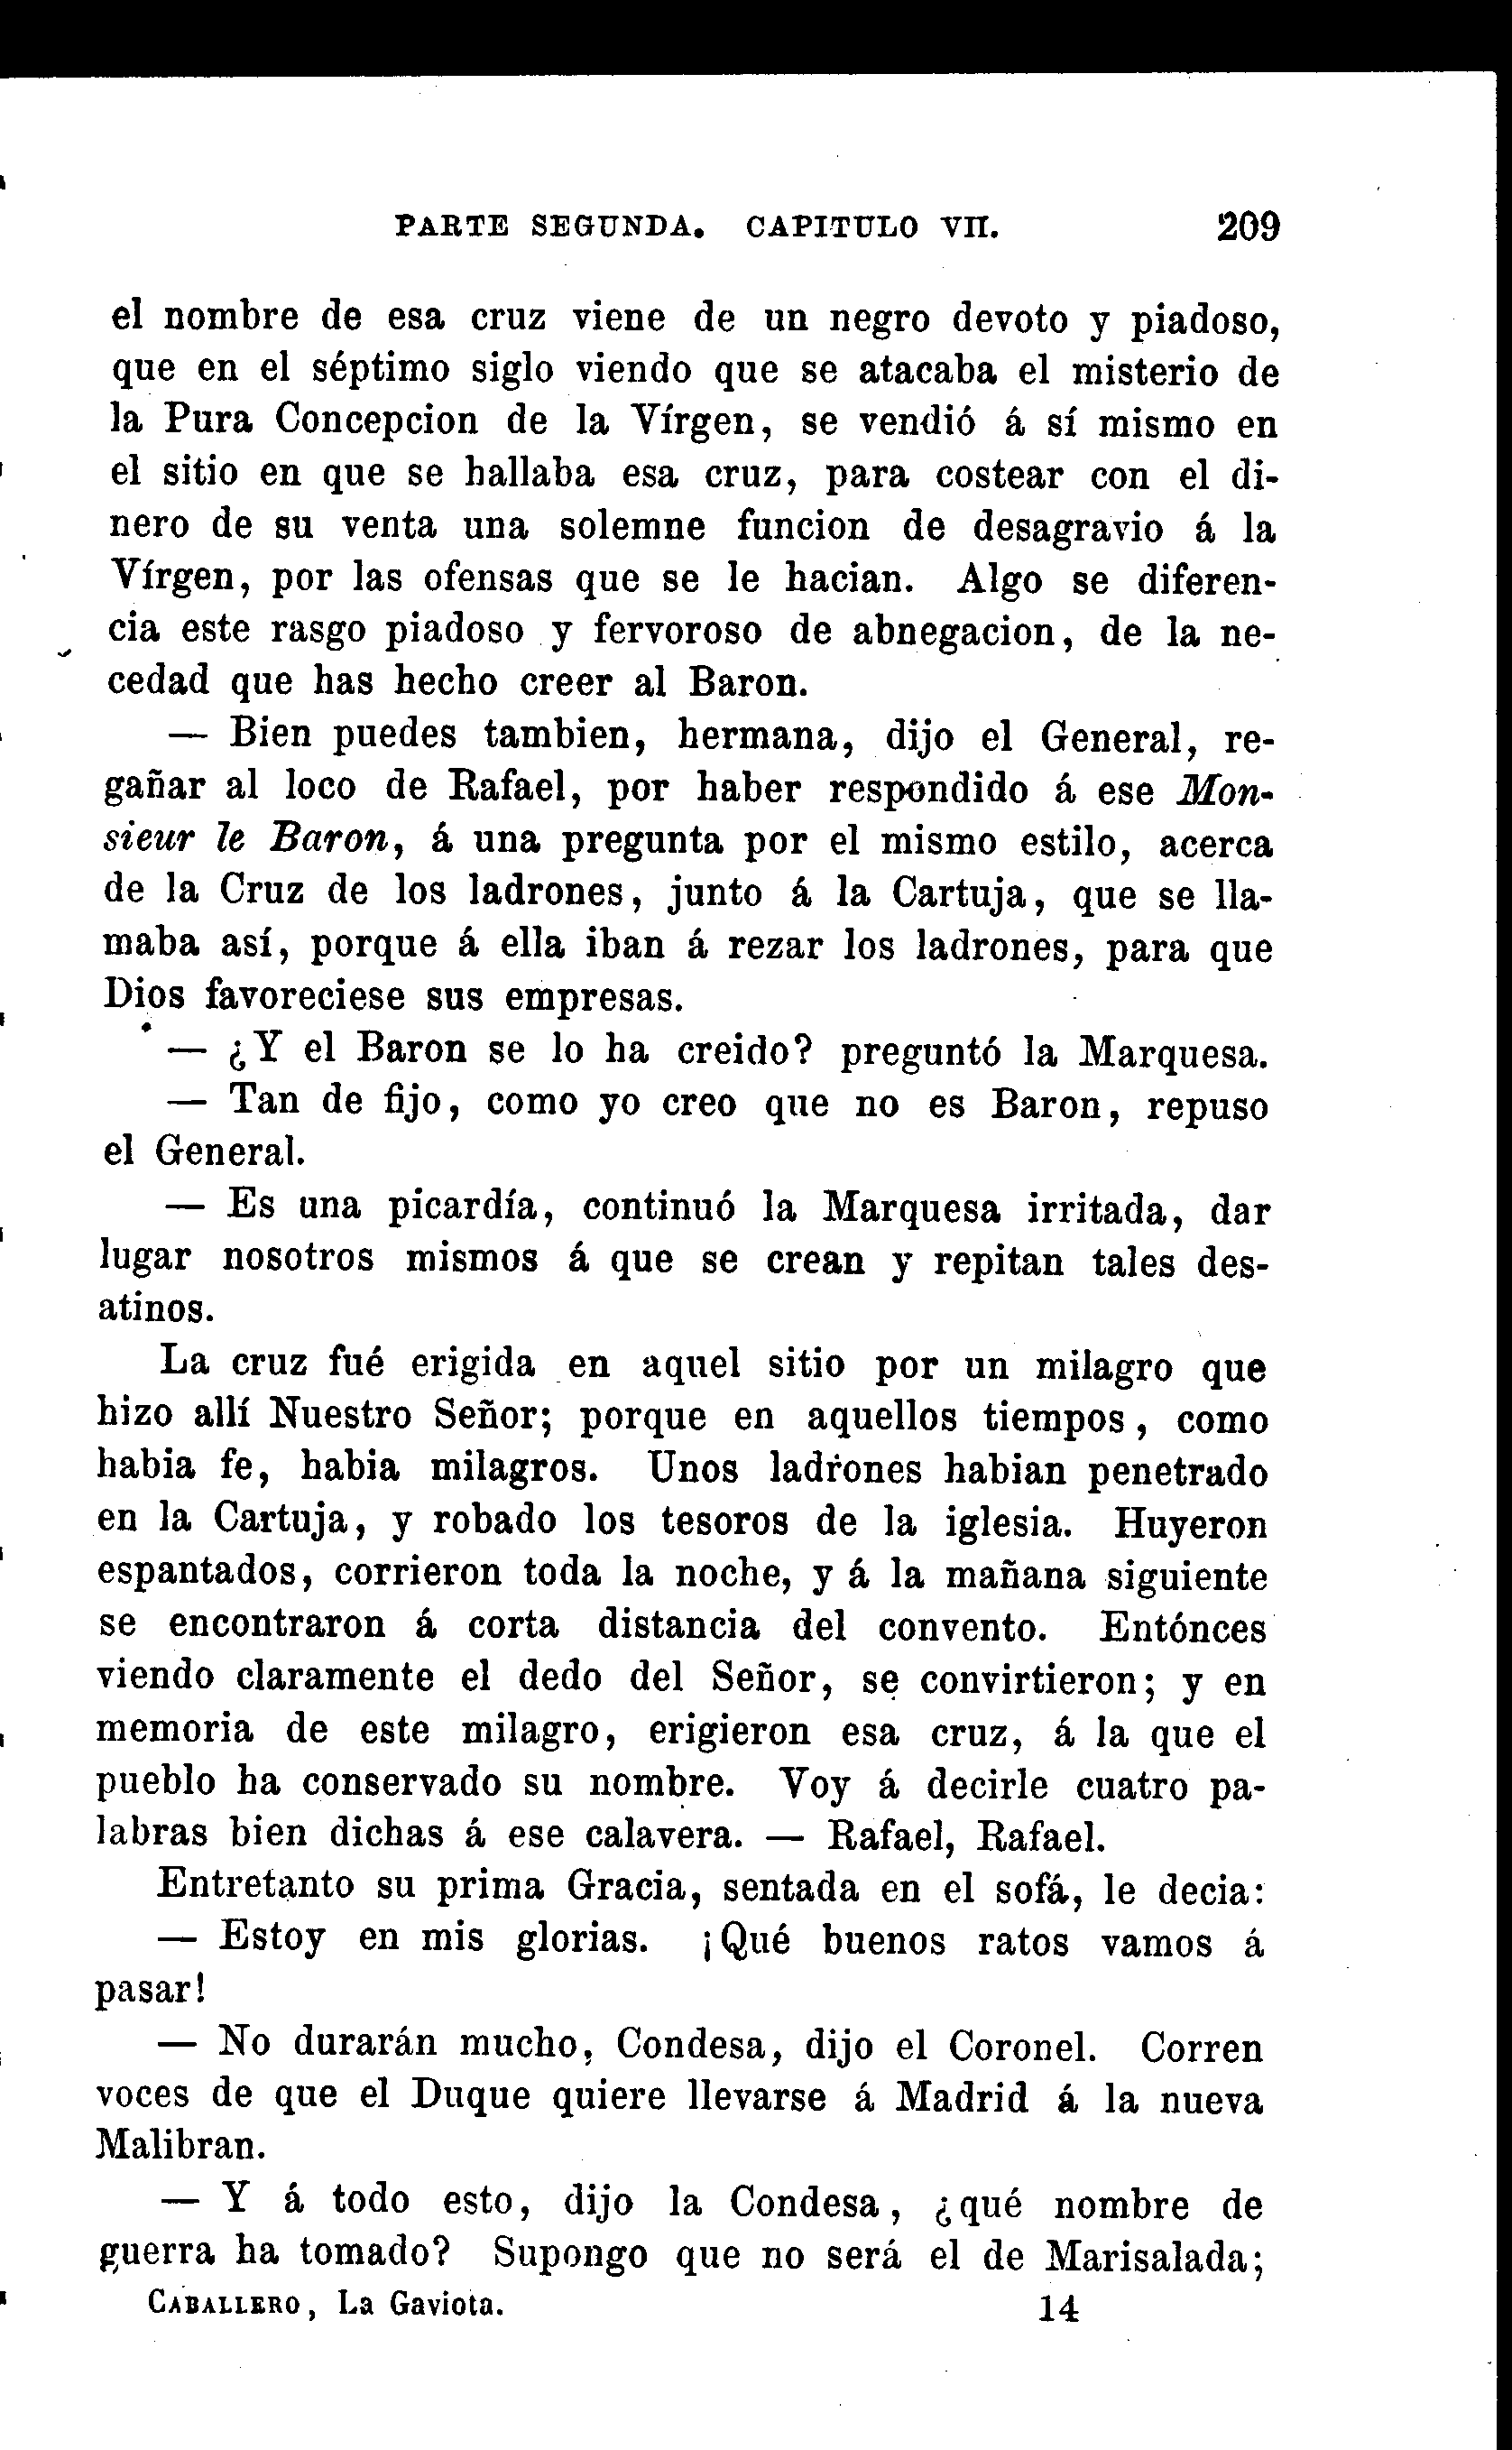 PARTE SEGUNDA. CAPITULO VII. 209
el nombre de esa cruz viene de un negro devoto y piadoso,
que en el séptimo siglo viendo que se atacaba el misterio de
la Pura Concepcion de la Vírgen, se vendió á sí mismo en
el sitio en que se hallaba esa cruz, para costear con el di-
nero de su venta una solemne funcion de desagravio á la
Vírgen, por las ofensas que se le hacian. Algo se diferen-
cia este rasgo piadoso y fervoroso de abnegacion, de la ne-
cedad que has hecho creer al Baron.
— Bien puedes tambien, hermana, dijo el General, re-
gañar al loco de Rafael, por haber respondido á ese Mon-
sieur le Baron, á una pregunta por el mismo estilo, acerca
de la Cruz de los ladrones, junto á la Cartuja, que se lla-
maba así, porque á ella iban á rezar los ladrones, para que
Dios favoreciese sus empresas.
— ¿Y el Baron se lo ha creido? preguntó la Marquesa.
— Tan de fijo, como yo creo que no es Baron, repuso
el General.
— Es una picardía, continuó la Marquesa irritada, dar
lugar nosotros mismos á que se crean y repitan tales des-
atinos.
La cruz fué erigida en aquel sitio por un milagro que
hizo allí Nuestro Señor; porque en aquellos tiempos, como
habia fe, habia milagros. Unos ladrones habian penetrado
en la Cartuja, y robado los tesoros de la iglesia. Huyeron
espantados, corrieron toda la noche, y á la mañana siguiente
se encontraron á corta distancia del convento. Entónces
viendo claramente el dedo del Señor, se convirtieron; y en
memoria de este milagro, erigieron esa cruz, á la que el
pueblo ha conservado su nombre. Voy á decirle cuatro pa-
labras bien dichas á ese calavera. — Rafael, Rafael.
Entretanto su prima Gracia, sentada en el sofá, le decia:
— Estoy en mis glorias. ¡Qué buenos ratos vamos á
pasar!
— No durarán mucho, Condesa, dijo el Coronel. Corren
voces de que el Duque quiere llevarse á Madrid á la nueva
Malibran.
— Y á todo esto, dijo la Condesa, ¿qué nombre de
guerra ha tomado? Supongo que no será el de Marisalada;
CABALLERO, La Gaviota. 14